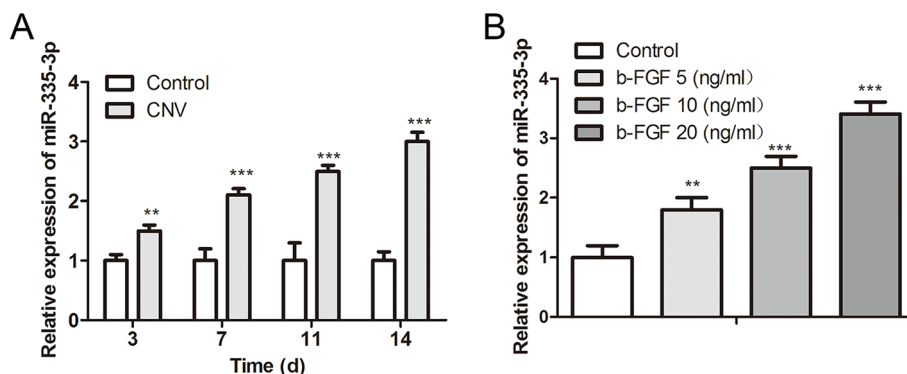 A
Relative expression of miR-335-3p
Control
CNV
4
3
2
1
0
**
***
***
***
3 7 11 14
Time (d)
B
Relative expression of miR-335-3p
Control
b-FGF 5 (ng/ml）
b-FGF 10 (ng/ml）
b-FGF 20 (ng/ml）
4
3
2
1
0
**
***
***